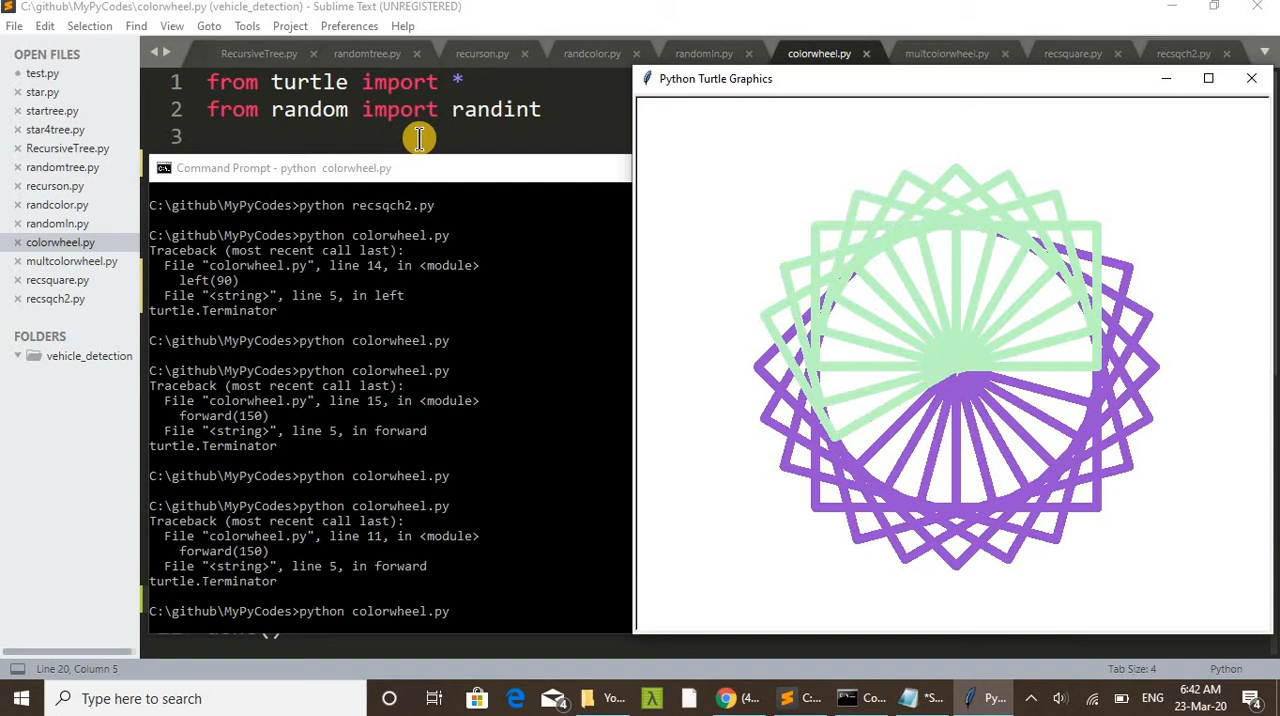 C:\github\MyPyCodes\colorwheel.py (vehicle_detection) - Sublime Text (UNREGISTERED)
File Edit Selection Find View Goto Tools Project Preferences Help
OPEN FILES
test.py
star.py
startree.py
star4tree.py
RecursiveTree.py
randomtree.py
recurson.py
randcolor.py
randomln.py
colorwheel.py
multcolorwheel.py
recsquare.py
recsqch2.py
FOLDERS
vehicle_detection
RecursiveTree.py randomtree.py recurson.py randcolor.py randomln.py colorwheel.py multcolorwheel.py recsquare.py recsqch2.py
1 from turtle import *
2 from random import randint
3
Command Prompt - python  colorwheel.py
C:\github\MyPyCodes>python recsqch2.py
C:\github\MyPyCodes>python colorwheel.py
Traceback (most recent call last):
  File "colorwheel.py", line 14, in <module>
    left(90)
  File "<string>", line 5, in left
turtle.Terminator
C:\github\MyPyCodes>python colorwheel.py
C:\github\MyPyCodes>python colorwheel.py
Traceback (most recent call last):
  File "colorwheel.py", line 15, in <module>
    forward(150)
  File "<string>", line 5, in forward
turtle.Terminator
C:\github\MyPyCodes>python colorwheel.py
C:\github\MyPyCodes>python colorwheel.py
Traceback (most recent call last):
  File "colorwheel.py", line 11, in <module>
    forward(150)
  File "<string>", line 5, in forward
turtle.Terminator
C:\github\MyPyCodes>python colorwheel.py
Python Turtle Graphics
Line 20, Column 5
Tab Size: 4
Python
Type here to search
4
Yo...
C:...
(4...
Co...
*S...
Py...
ENG
6:42 AM
23-Mar-20
4